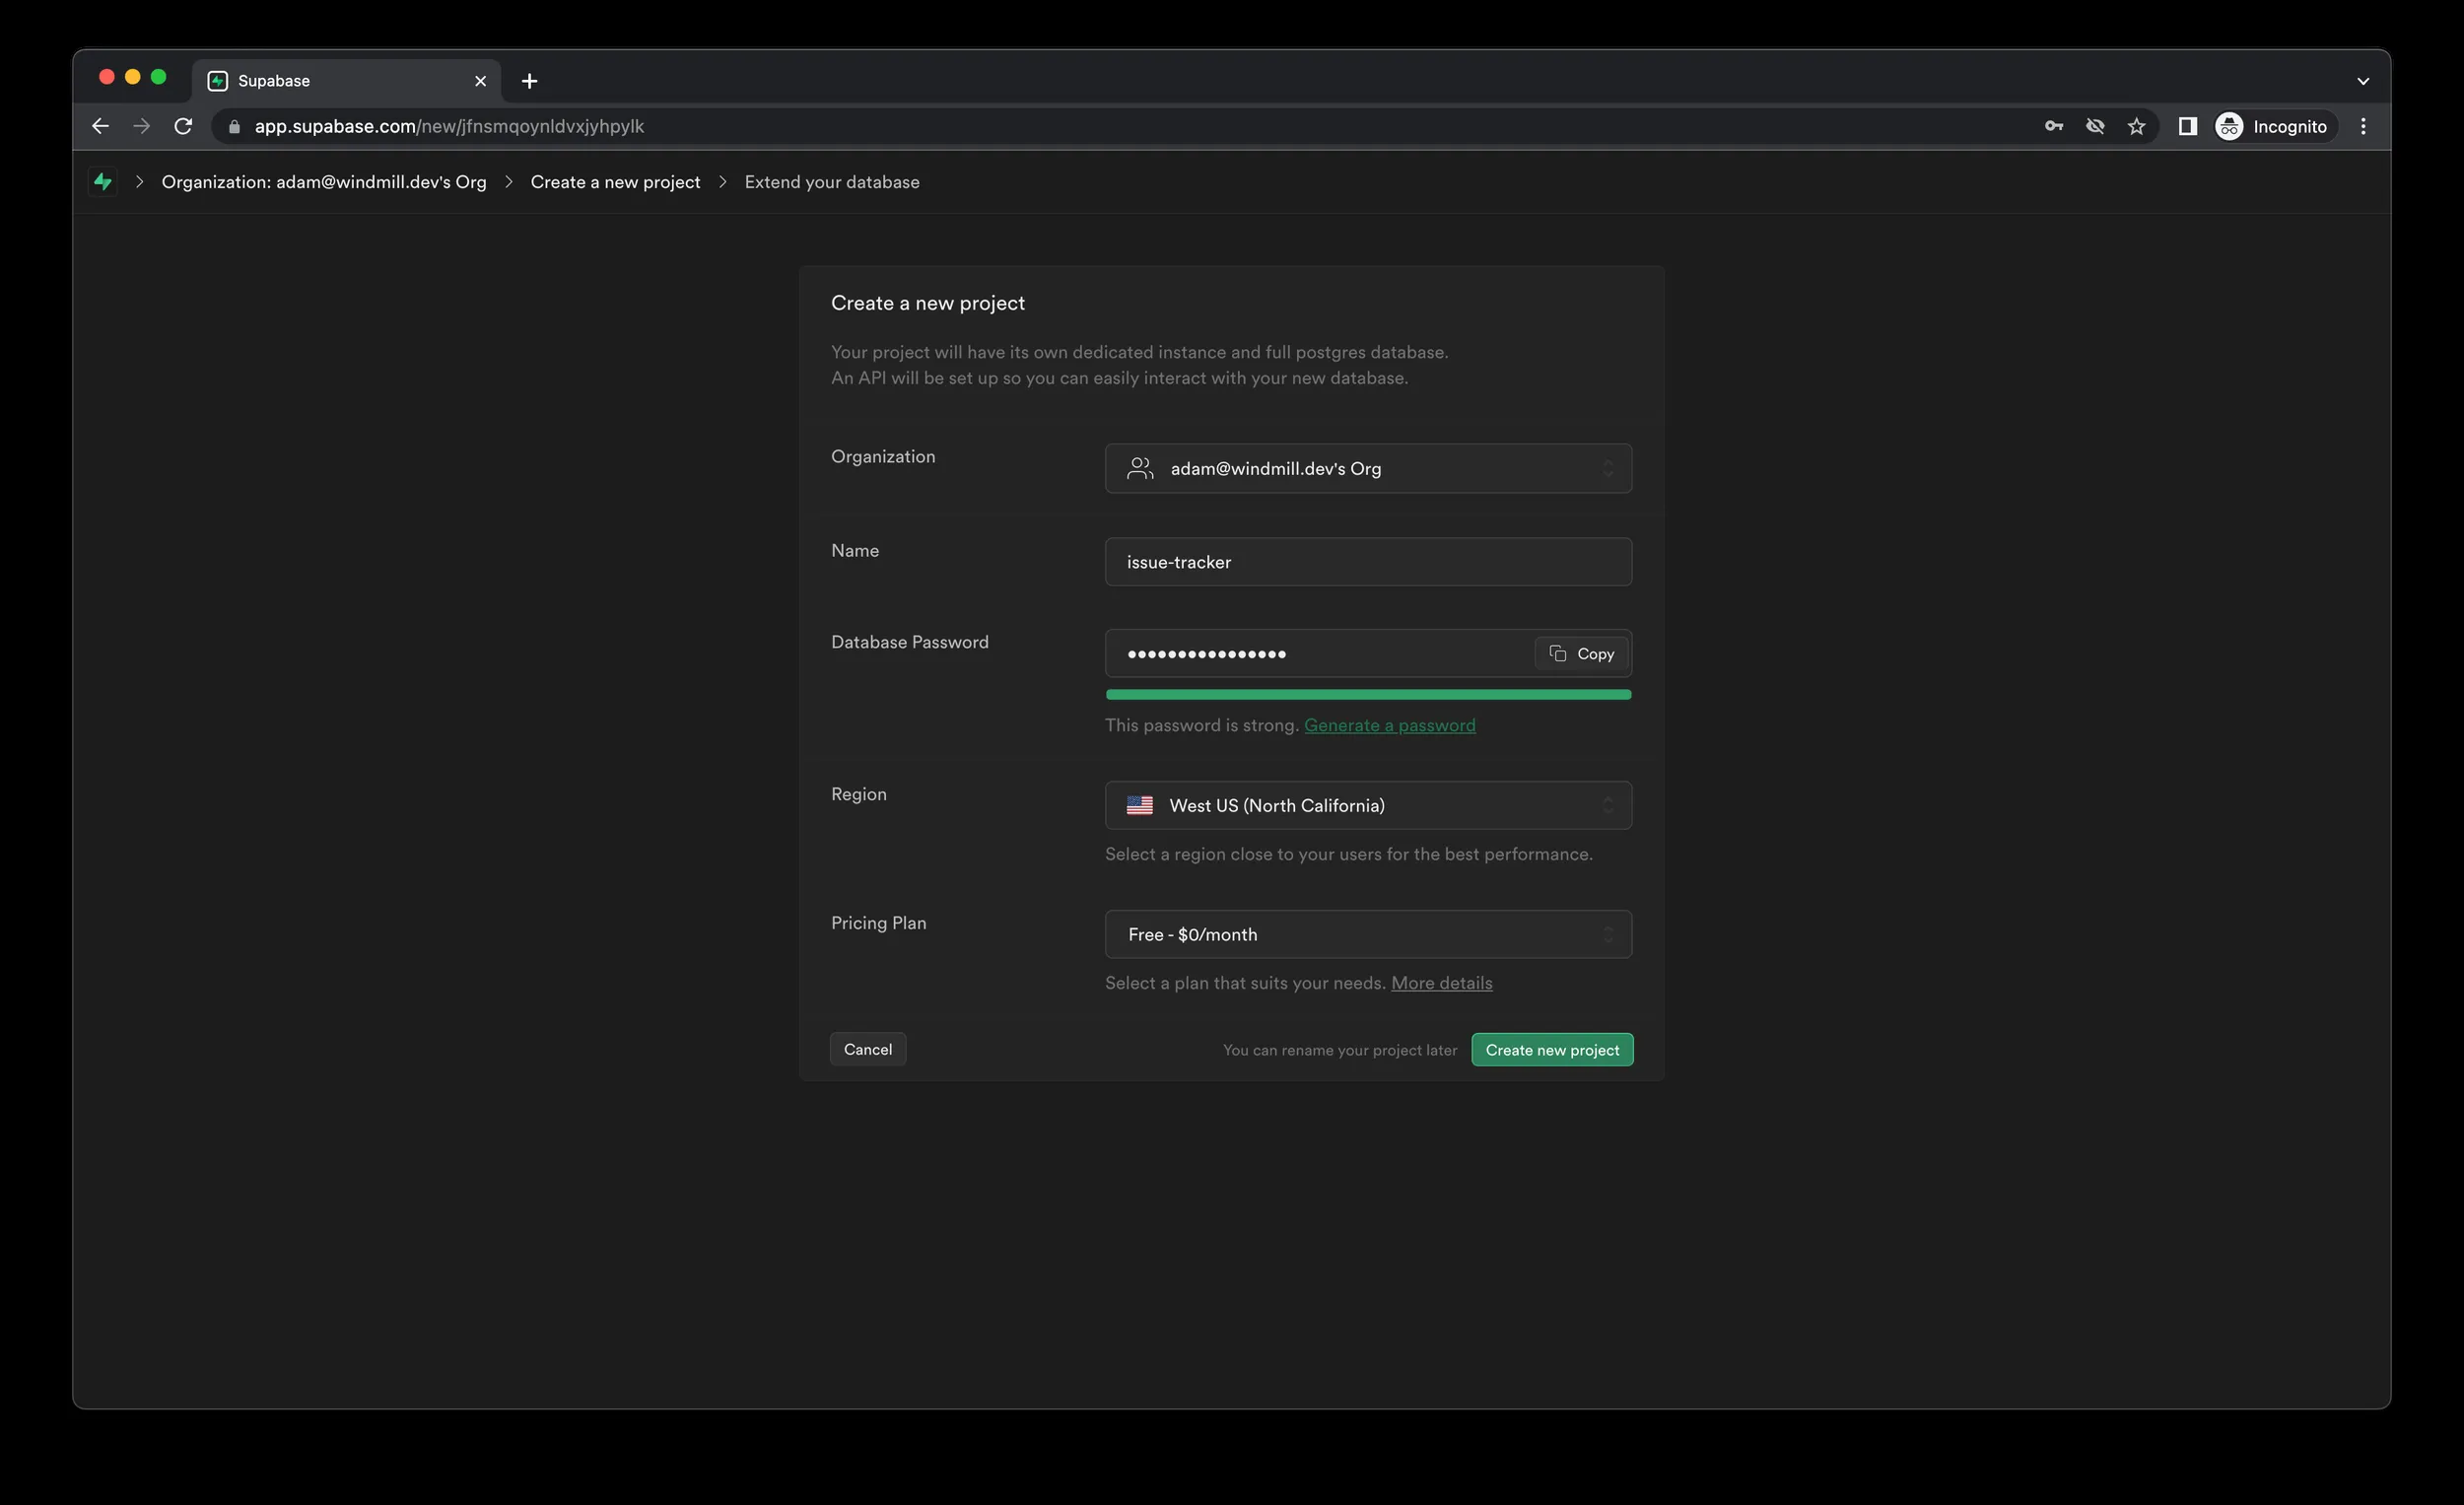 Supabase
app.supabase.com/new/jfnsmqoynldvxjyhpylk
Incognito
Organization: adam@windmill.dev's Org
Create a new project
Extend your database
Create a new project
Your project will have its own dedicated instance and full postgres database.
An API will be set up so you can easily interact with your new database.
Organization
adam@windmill.dev's Org
Name
issue-tracker
Database Password
•••••••••••••••• Copy
This password is strong. Generate a password
Region
West US (North California)
Select a region close to your users for the best performance.
Pricing Plan
Free - $0/month
Select a plan that suits your needs. More details
Cancel
You can rename your project later
Create new project